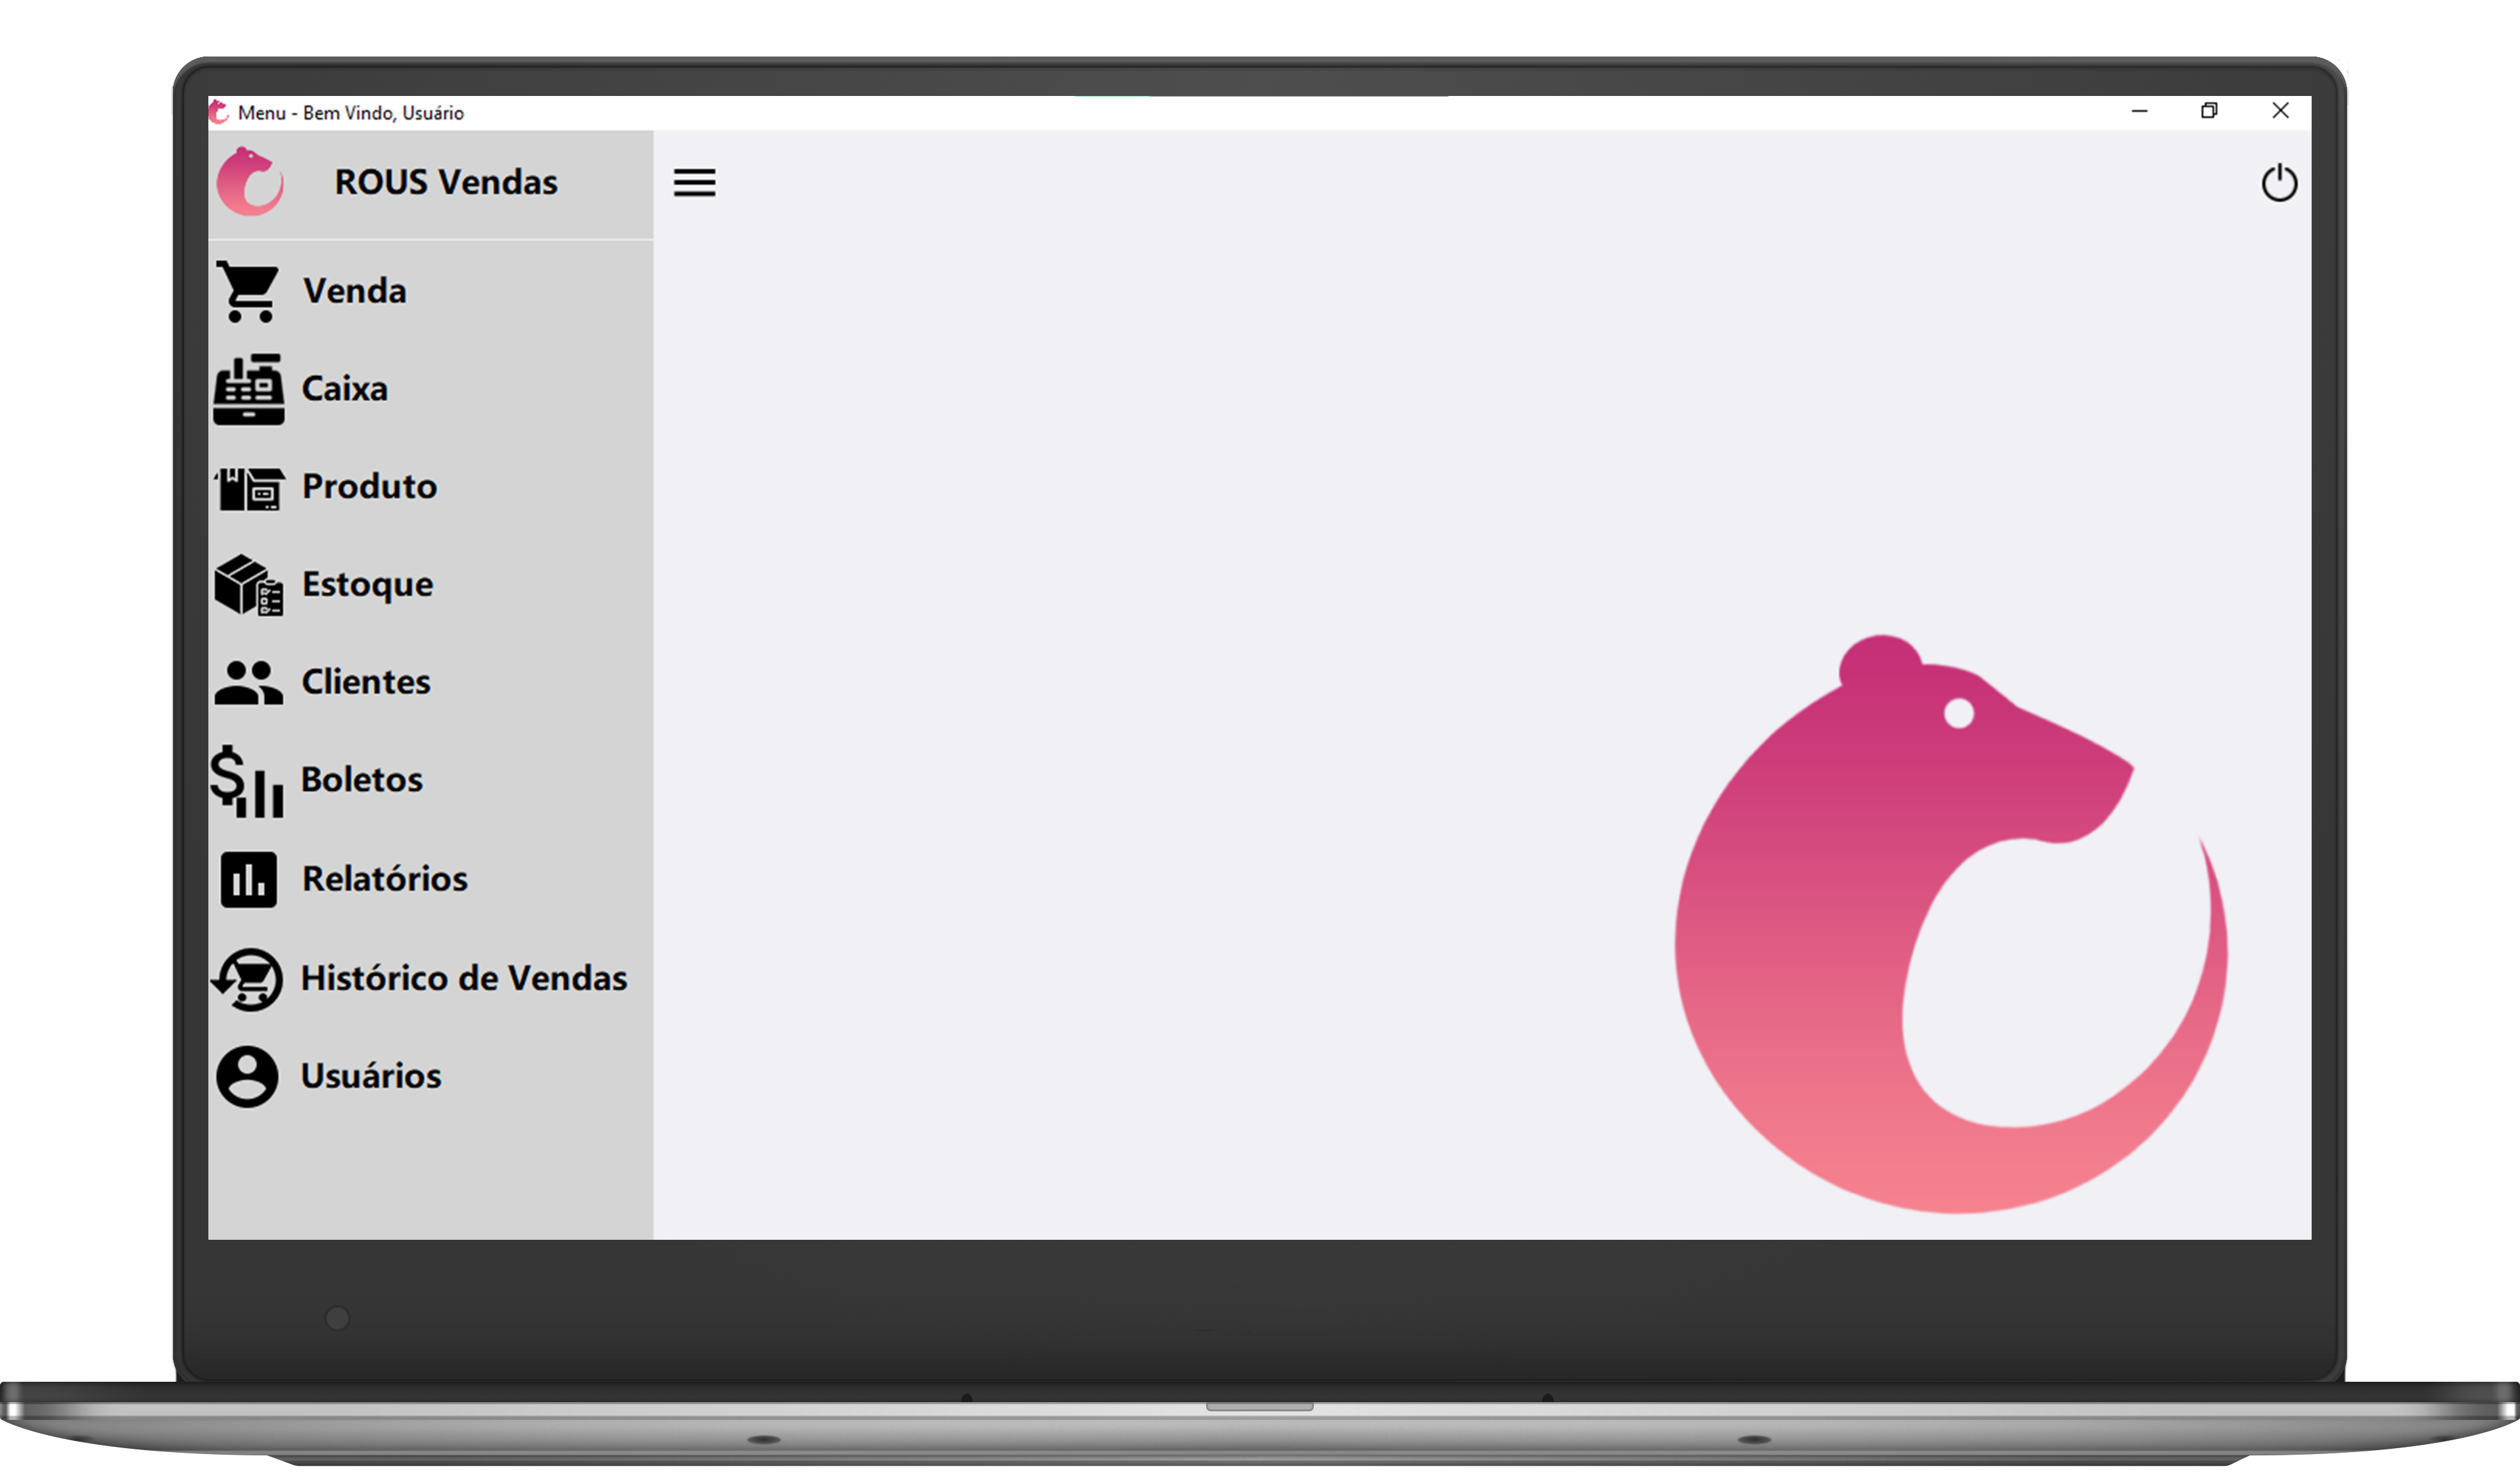 Menu - Bem Vindo, Usuário
ROUS Vendas
Venda
Caixa
Produto
Estoque
Clientes
Boletos
Relatórios
Histórico de Vendas
Usuários